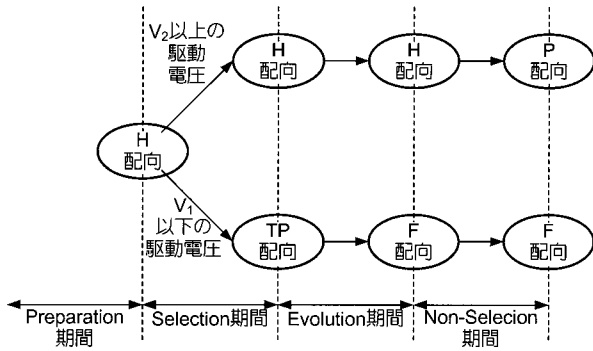 V₂以上の
駆動
電圧
H
配向
H
配向
P
配向
H
配向
V₁
以下の
駆動電圧
TP
配向
F
配向
F
配向
Preparation
期間
Selection期間
Evolution期間
Non-Selecion
期間